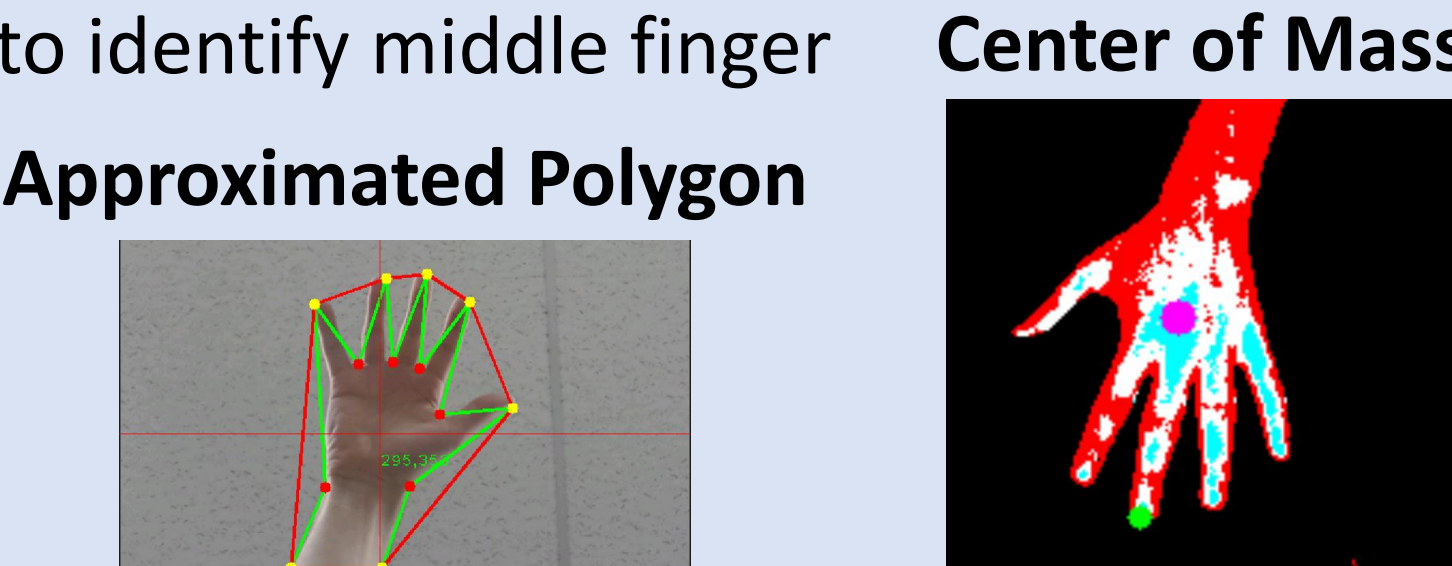 to identify middle finger
Approximated Polygon
Center of Mass